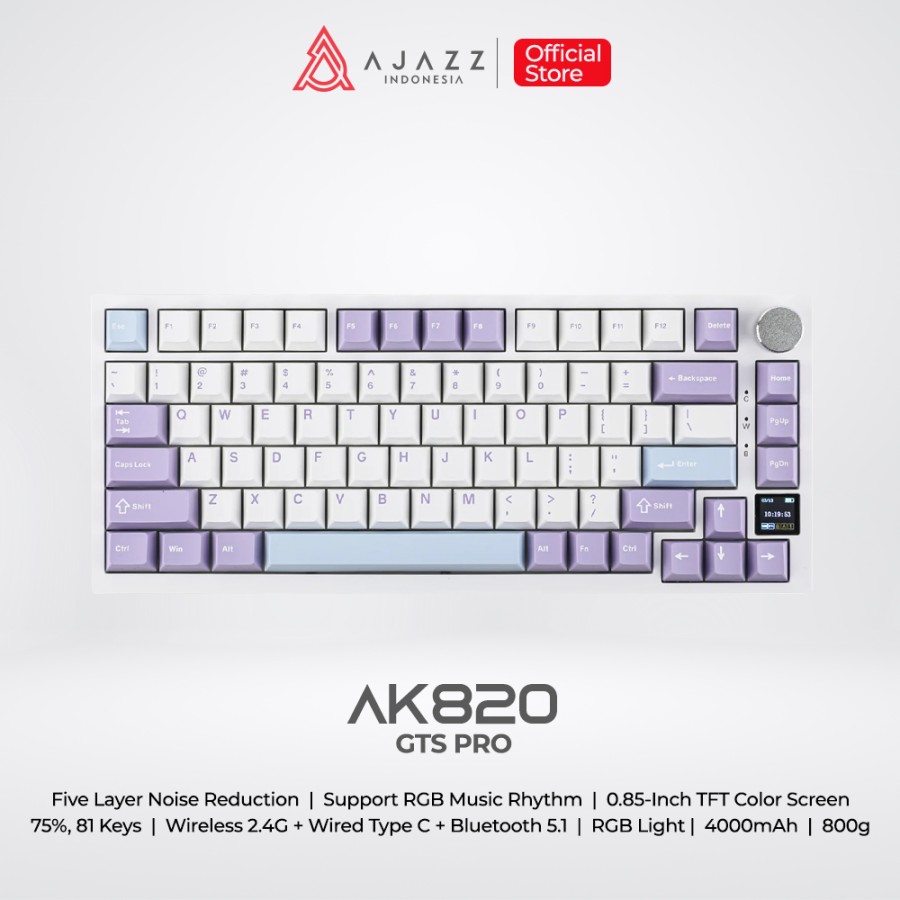 AJAZZ
INDONESIA
Official
Store
Esc F1 F2 F3 F4 F5 F6 F7 F8 F9 F10 F11 F12 Delete
~ ! @ # $ % ^ & * ( ) _ + ← Backspace Home
` 1 2 3 4 5 6 7 8 9 0 - =
C
Tab Q W E R T Y U I O P { } | PgUp
[ ] \
W
Caps Lock A S D F G H J K L : " Enter PgDn
; '
B
Shift Z X C V B N M < > ? Shift ↑
, . /
10:19:53
Ctrl Win Alt Alt Fn Ctrl ← ↓ →
AK820
GTS PRO
Five Layer Noise Reduction | Support RGB Music Rhythm | 0.85-Inch TFT Color Screen
75%, 81 Keys | Wireless 2.4G + Wired Type C + Bluetooth 5.1 | RGB Light | 4000mAh | 800g